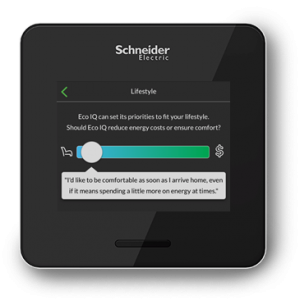 Schneider
Electric
Lifestyle
Eco IQ can set its priorities to fit your lifestyle.
Should Eco IQ reduce energy costs or ensure comfort?
$
"I'd like to be comfortable as soon as I arrive home, even
if it means spending a little more on energy at times."